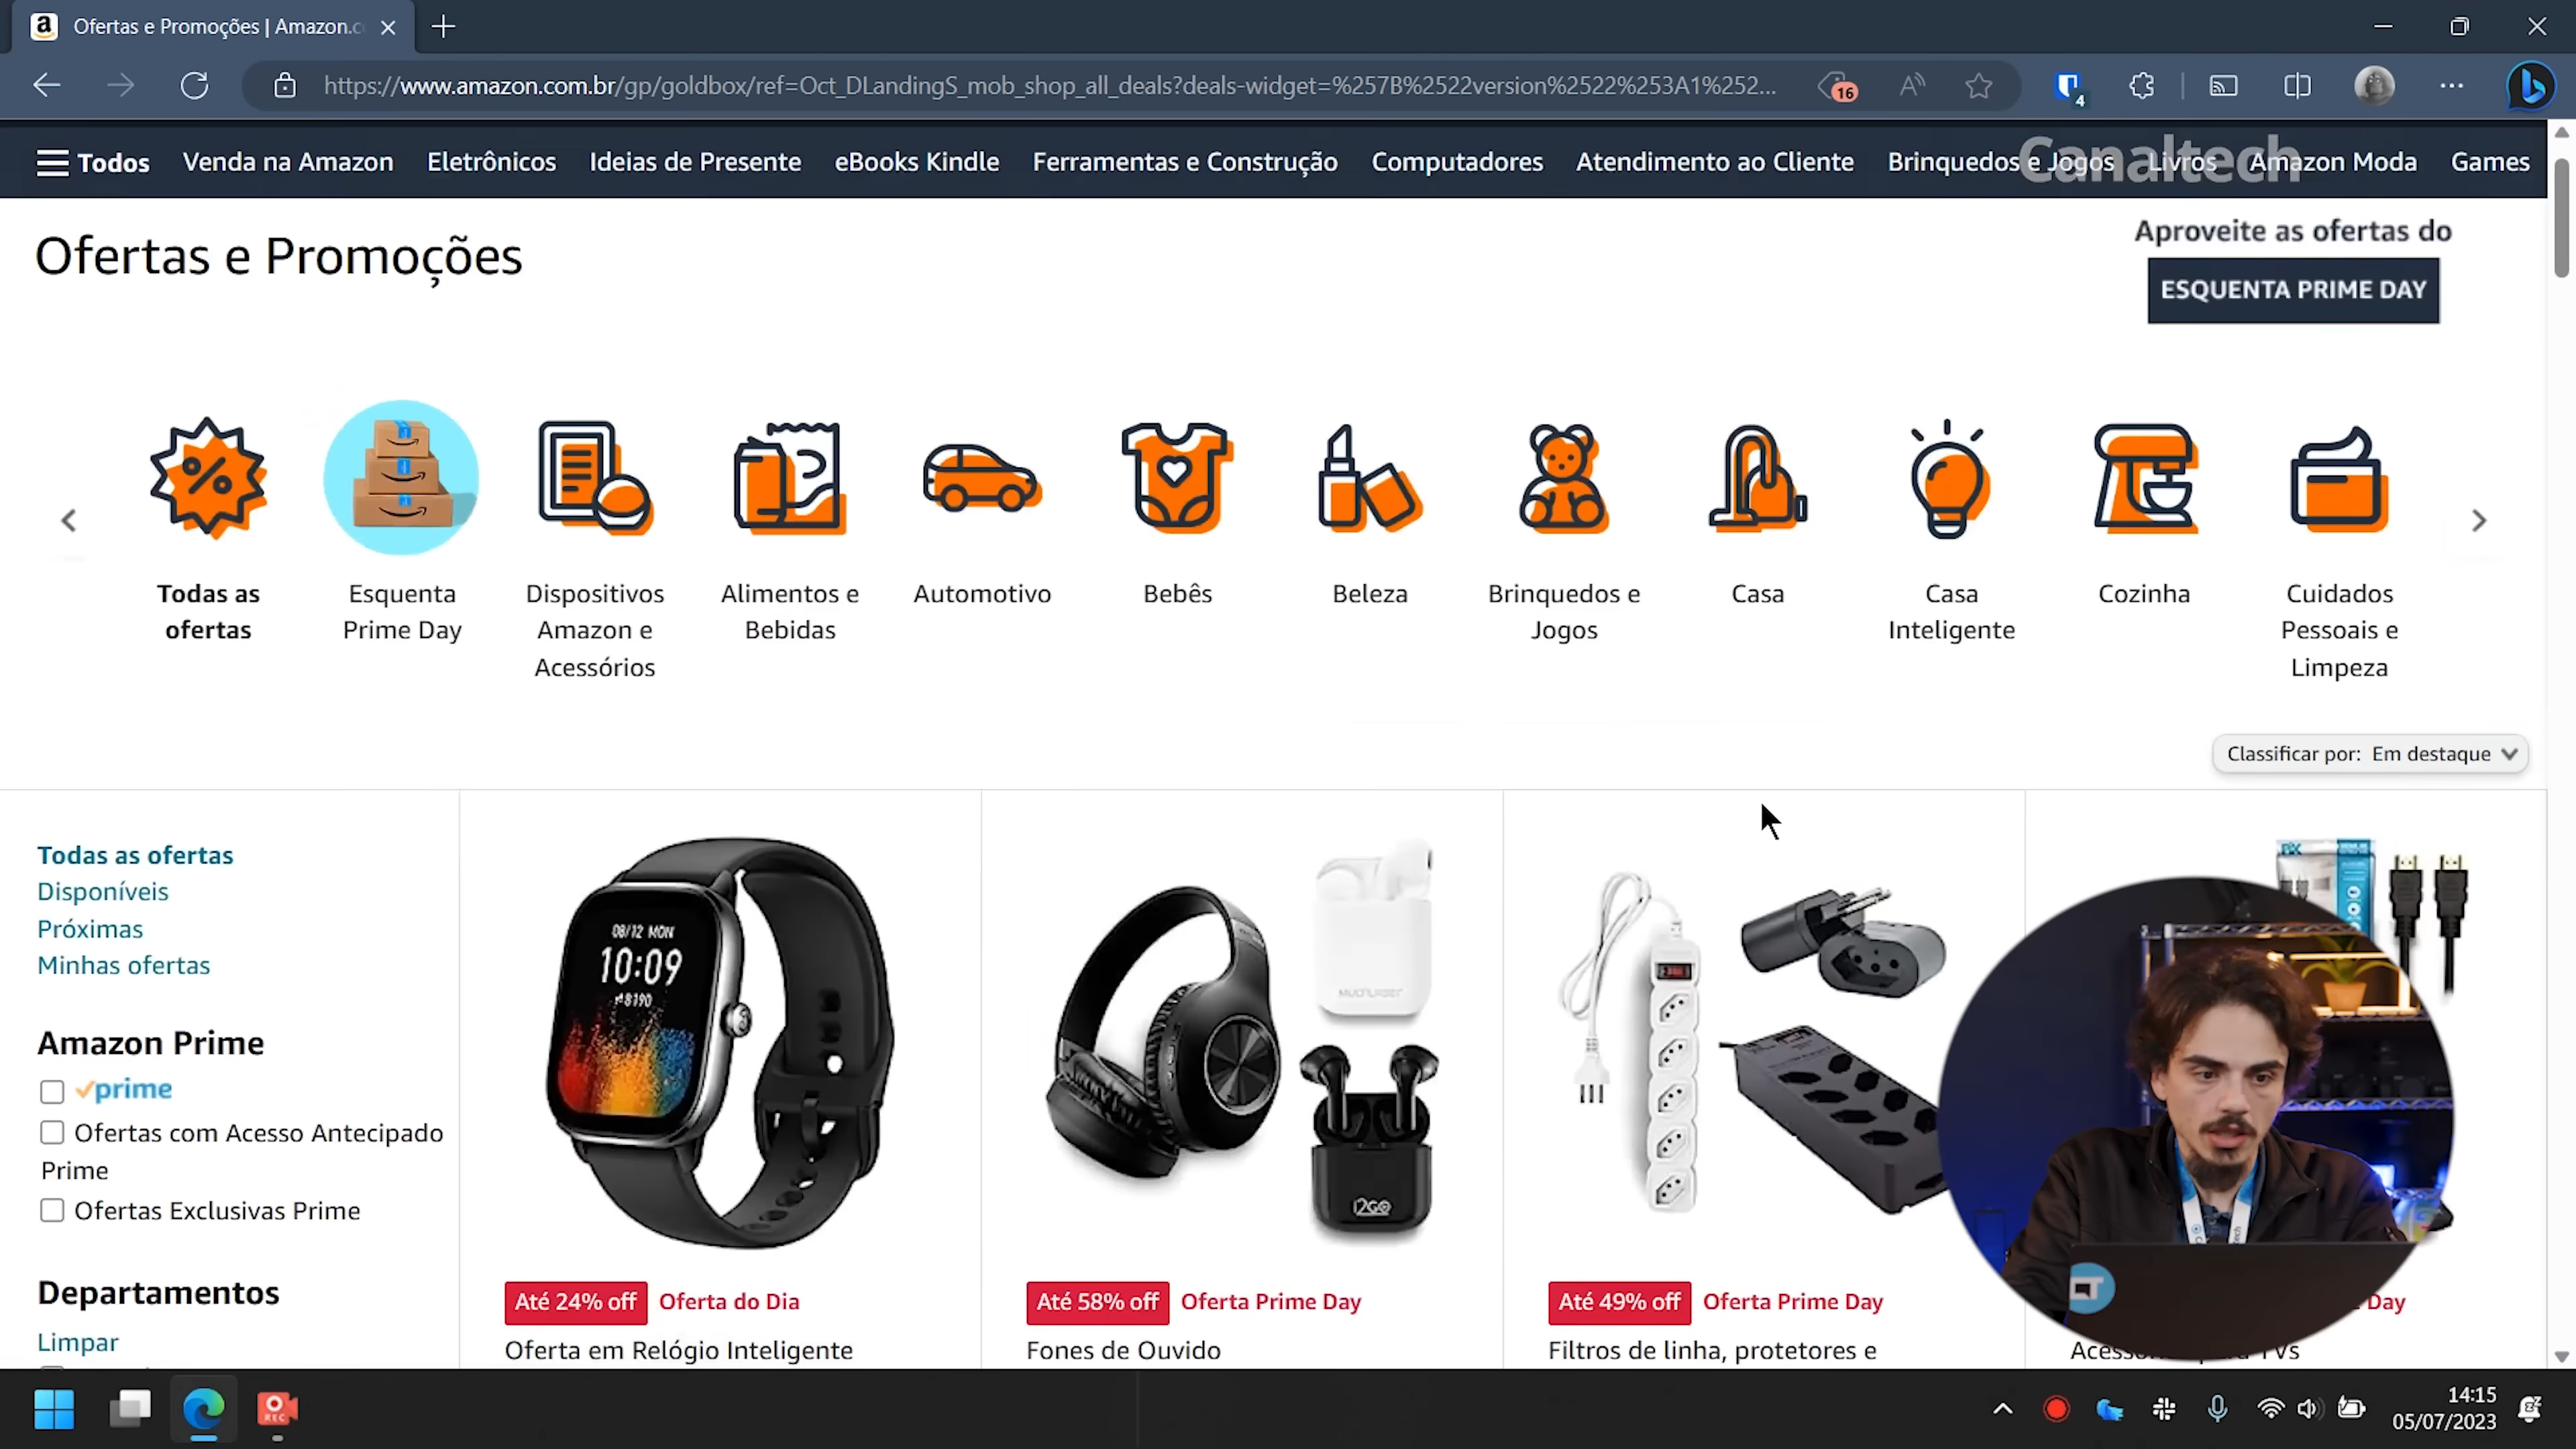 Ofertas e Promoções | Amazon.c
https://www.amazon.com.br/gp/goldbox/ref=Oct_DLandingS_mob_shop_all_deals?deals-widget=%257B%2522version%2522%253A1%252...
16
4
Canaltech
Todos Venda na Amazon Eletrônicos Ideias de Presente eBooks Kindle Ferramentas e Construção Computadores Atendimento ao Cliente Brinquedos e Jogos Livros Amazon Moda Games
Ofertas e Promoções
Aproveite as ofertas do
ESQUENTA PRIME DAY
Todas as
ofertas
Esquenta
Prime Day
Dispositivos
Amazon e
Acessórios
Alimentos e
Bebidas
Automotivo
Bebês
Beleza
Brinquedos e
Jogos
Casa
Casa
Inteligente
Cozinha
Cuidados
Pessoais e
Limpeza
Classificar por: Em destaque
Todas as ofertas
Disponíveis
Próximas
Minhas ofertas
Amazon Prime
prime
Ofertas com Acesso Antecipado
Prime
Ofertas Exclusivas Prime
Departamentos
Limpar
08/12 MON
10:09
8190
MULTILASER
i2GO
PIX
Até 24% off Oferta do Dia
Oferta em Relógio Inteligente
Até 58% off Oferta Prime Day
Fones de Ouvido
Até 49% off Oferta Prime Day
Filtros de linha, protetores e
Day
TVs
REC
14:15
05/07/2023